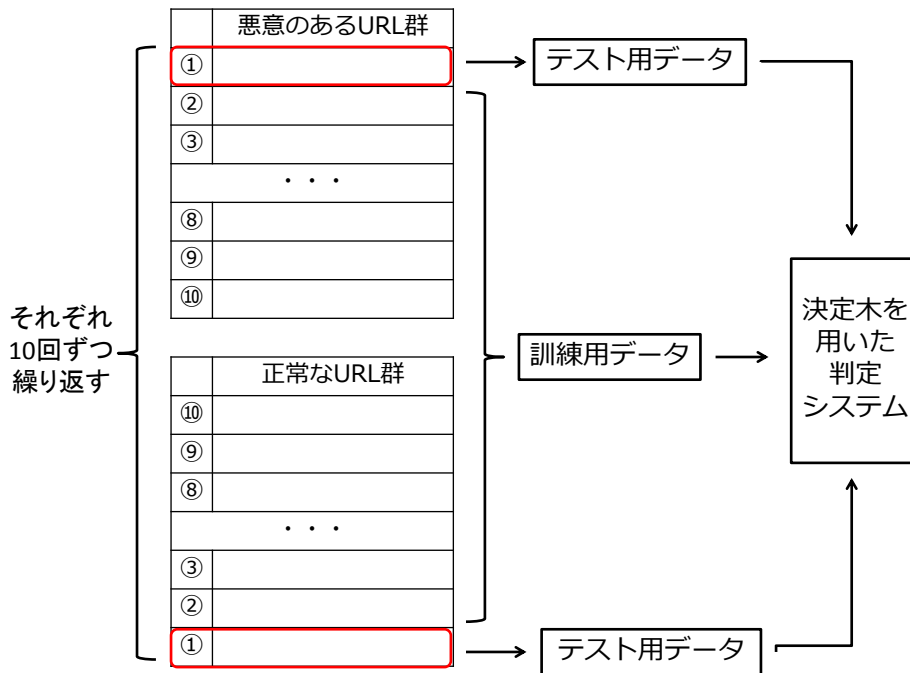 悪意のあるURL群
①
②
③
・・・
⑧
⑨
⑩
正常なURL群
⑩
⑨
⑧
・・・
③
②
①
それぞれ
10回ずつ
繰り返す
テスト用データ
訓練用データ
テスト用データ
決定木を
用いた
判定
システム